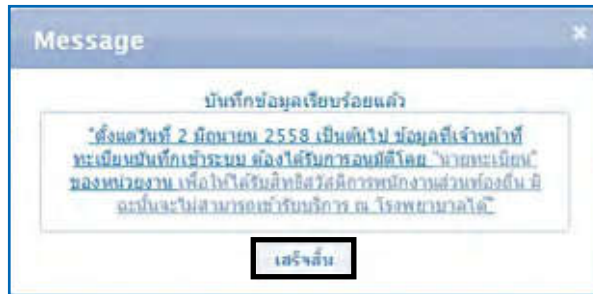 Message
บันทึกข้อมูลเรียบร้อยแล้ว
"ตั้งแต่วันที่ 2 มิถุนายน 2558 เป็นต้นไป ข้อมูลที่เจ้าหน้าที่
ทะเบียนบันทึกเข้าระบบ ต้องได้รับการอนุมัติโดย "นายทะเบียน"
ของหน่วยงาน เพื่อให้ได้รับสิทธิสวัสดิการพนักงานส่วนท้องถิ่น มิ
ฉะนั้นจะไม่สามารถเข้ารับบริการ ณ โรงพยาบาลได้"
เสร็จสิ้น